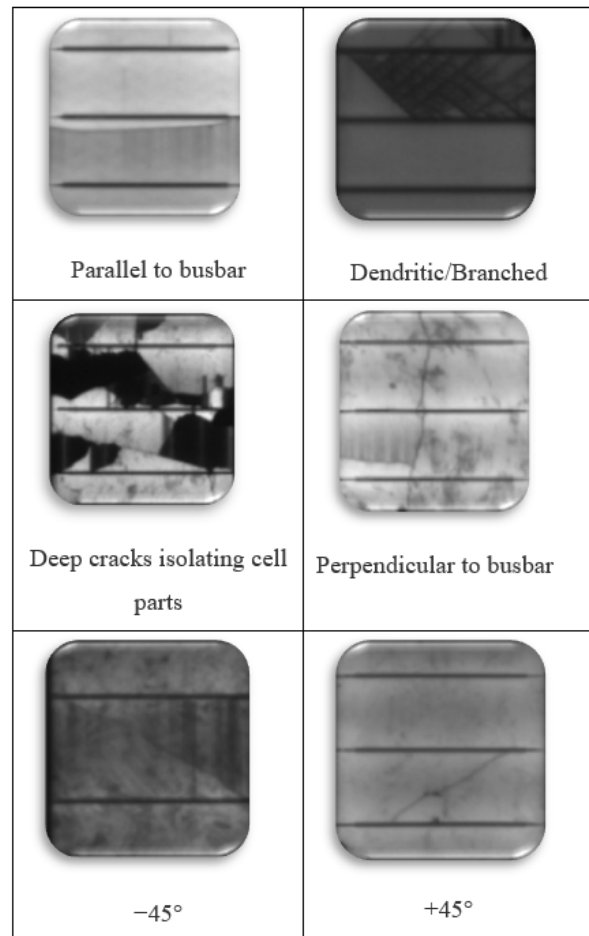 Parallel to busbar
Dendritic/Branched
Deep cracks isolating cell
parts
Perpendicular to busbar
−45°
+45°